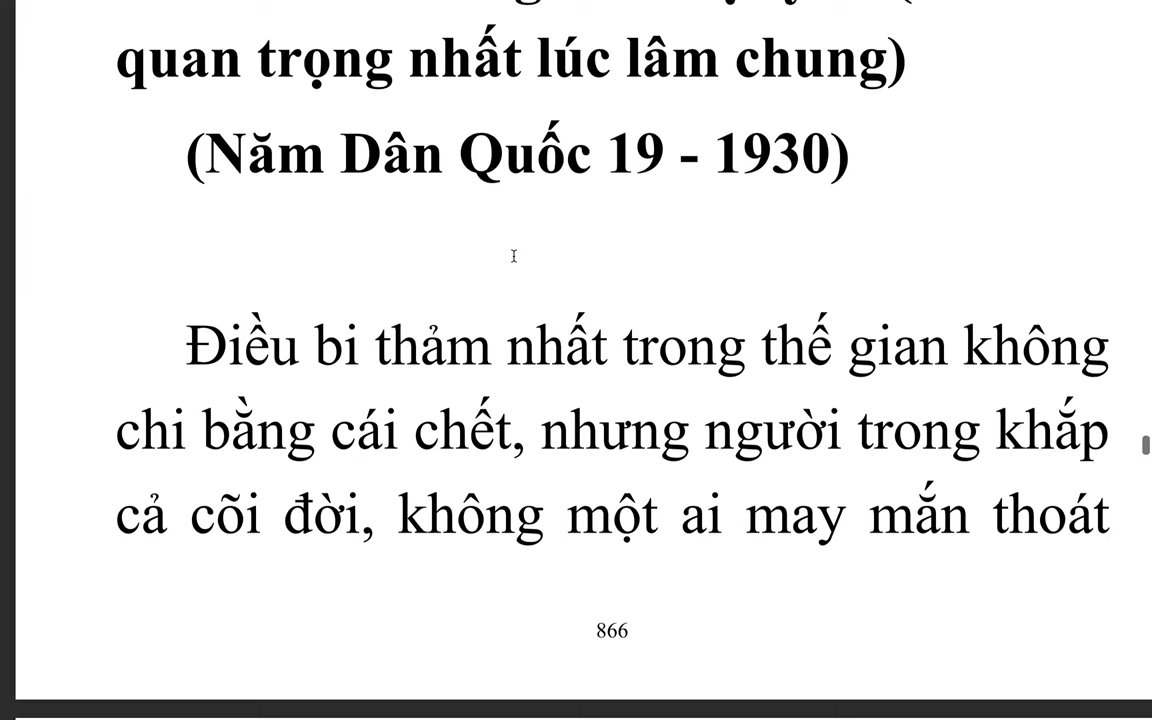 quan trọng nhất lúc lâm chung)
(Năm Dân Quốc 19 - 1930)
Điều bi thảm nhất trong thế gian không
chi bằng cái chết, nhưng người trong khắp
cả cõi đời, không một ai may mắn thoát
866